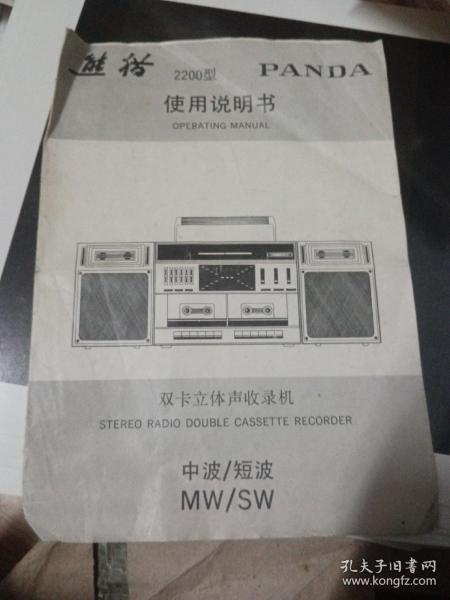 熊猫 2200型 PANDA
使用说明书
OPERATING MANUAL
双卡立体声收录机
STEREO RADIO DOUBLE CASSETTE RECORDER
中波/短波
MW/SW
孔夫子旧书网
www.kongfz.com